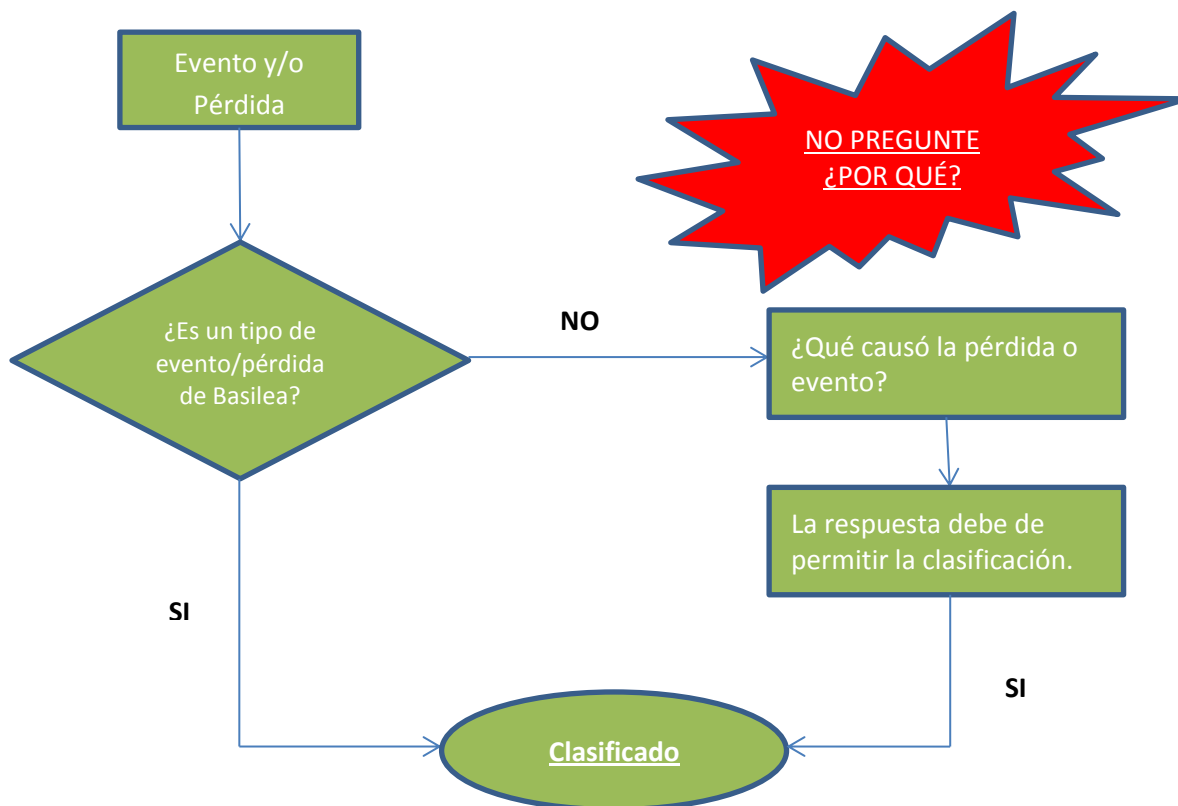 Evento y/o
Pérdida
NO PREGUNTE
¿POR QUÉ?
¿Es un tipo de
evento/pérdida
de Basilea?
NO
¿Qué causó la pérdida o
evento?
La respuesta debe de
permitir la clasificación.
SI
SI
Clasificado